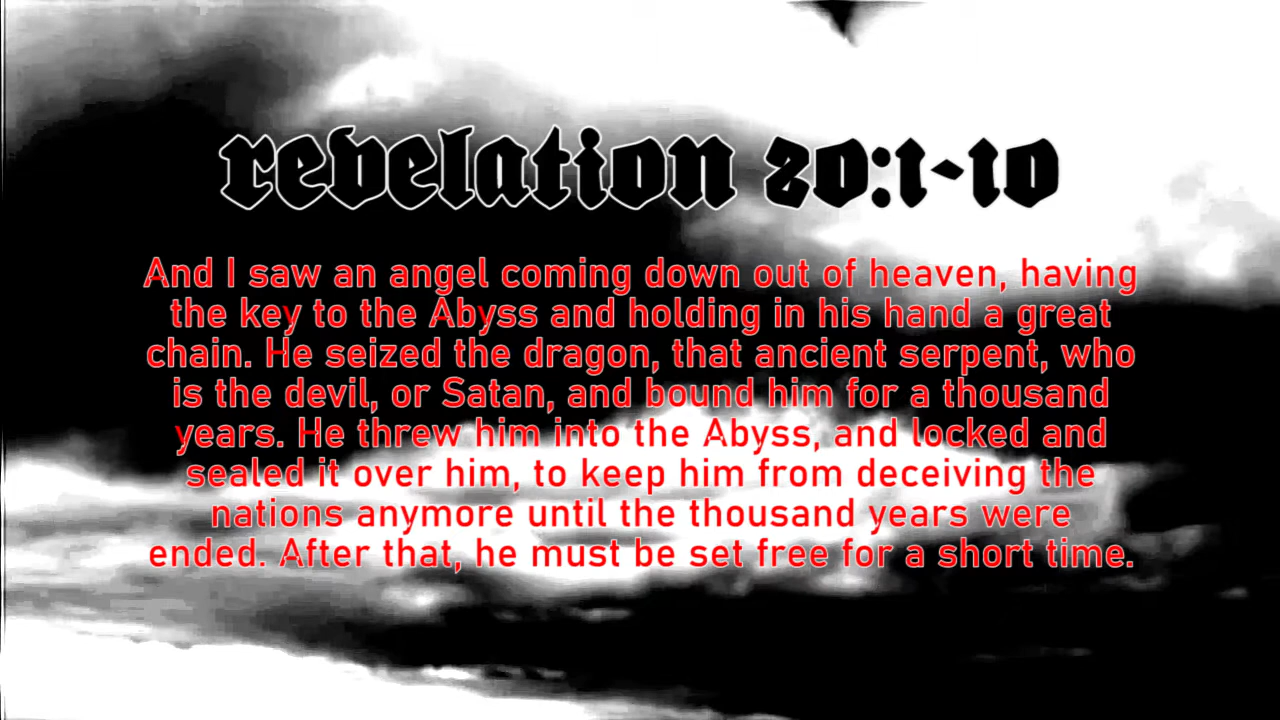 revelation 20:1-10
And I saw an angel coming down out of heaven, having
the key to the Abyss and holding in his hand a great
chain. He seized the dragon, that ancient serpent, who
is the devil, or Satan, and bound him for a thousand
years. He threw him into the Abyss, and locked and
sealed it over him, to keep him from deceiving the
nations anymore until the thousand years were
ended. After that, he must be set free for a short time.